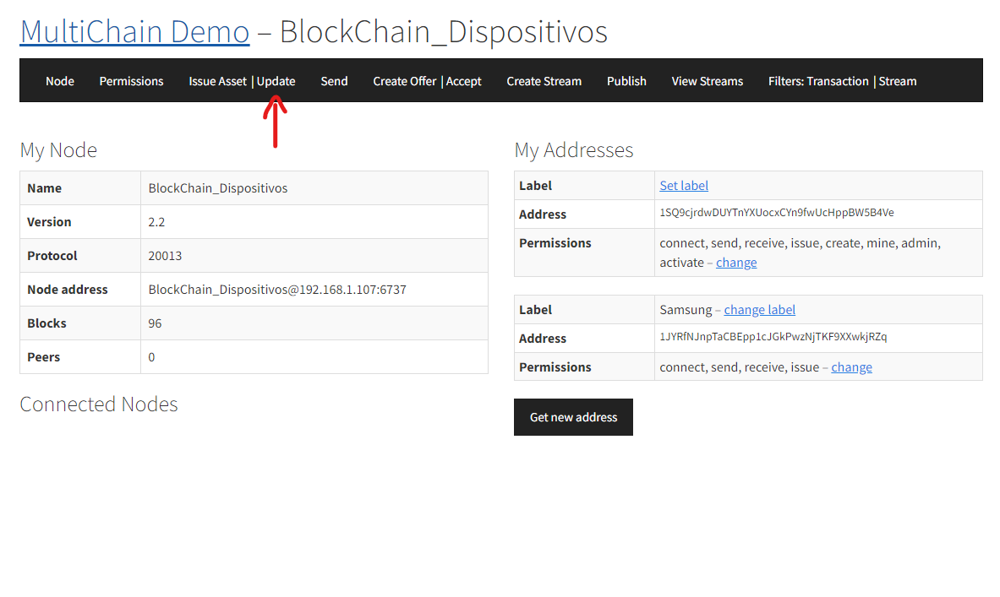 MultiChain Demo – BlockChain_Dispositivos
Node Permissions Issue Asset | Update Send Create Offer | Accept Create Stream Publish View Streams Filters: Transaction | Stream
My Node
Name BlockChain_Dispositivos
Version 2.2
Protocol 20013
Node address BlockChain_Dispositivos@192.168.1.107:6737
Blocks 96
Peers 0
Connected Nodes
My Addresses
Label Set label
Address 1SQ9cjrdwDUYTnYXUocxCYn9fwUcHppBW5B4Ve
Permissions connect, send, receive, issue, create, mine, admin,
activate – change
Label Samsung – change label
Address 1JYRfNJnpTaCBEpp1cJGkPwzNjTKF9XXwkjRZq
Permissions connect, send, receive, issue – change
Get new address